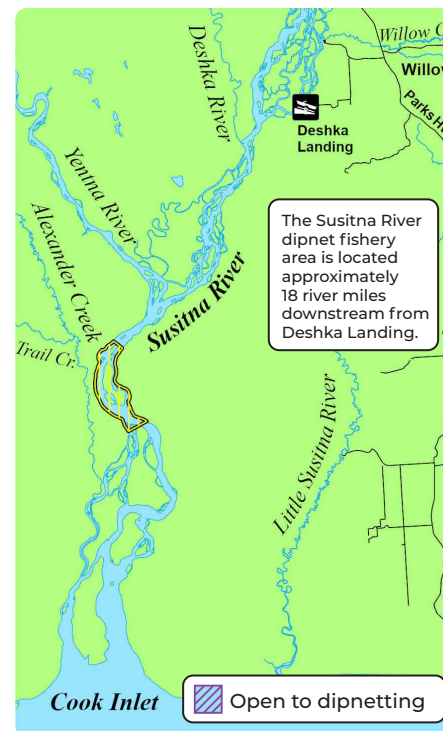 Willow C
Willow
Parks H
Deshka River
Deshka
Landing
Yentna River
Alexander Creek
Susitna River
The Susitna River
dipnet fishery
area is located
approximately
18 river miles
downstream from
Deshka Landing.
Trail Cr.
Little Susitna River
Cook Inlet
Open to dipnetting